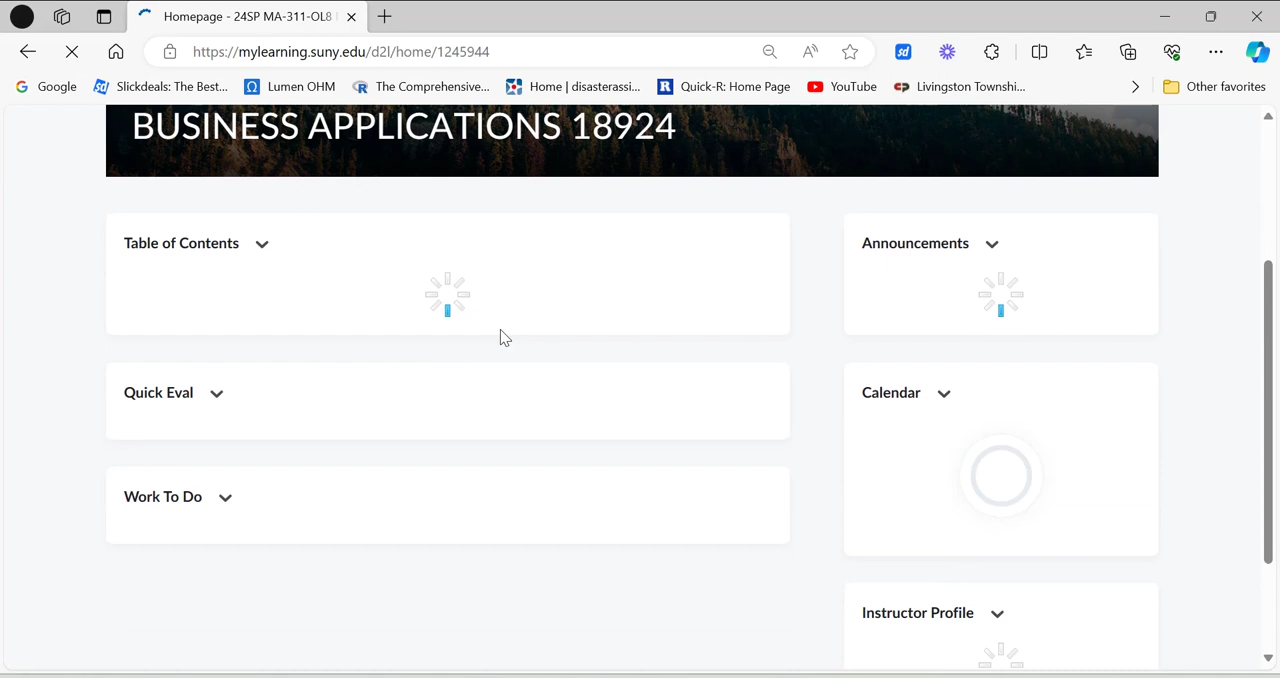 Homepage - 24SP MA-311-OL8
https://mylearning.suny.edu/d2l/home/1245944
Google
Slickdeals: The Best...
Lumen OHM
The Comprehensive...
Home | disasterassi...
Quick-R: Home Page
YouTube
Livingston Townshi...
Other favorites
BUSINESS APPLICATIONS 18924
Table of Contents
Announcements
Quick Eval
Calendar
Work To Do
Instructor Profile